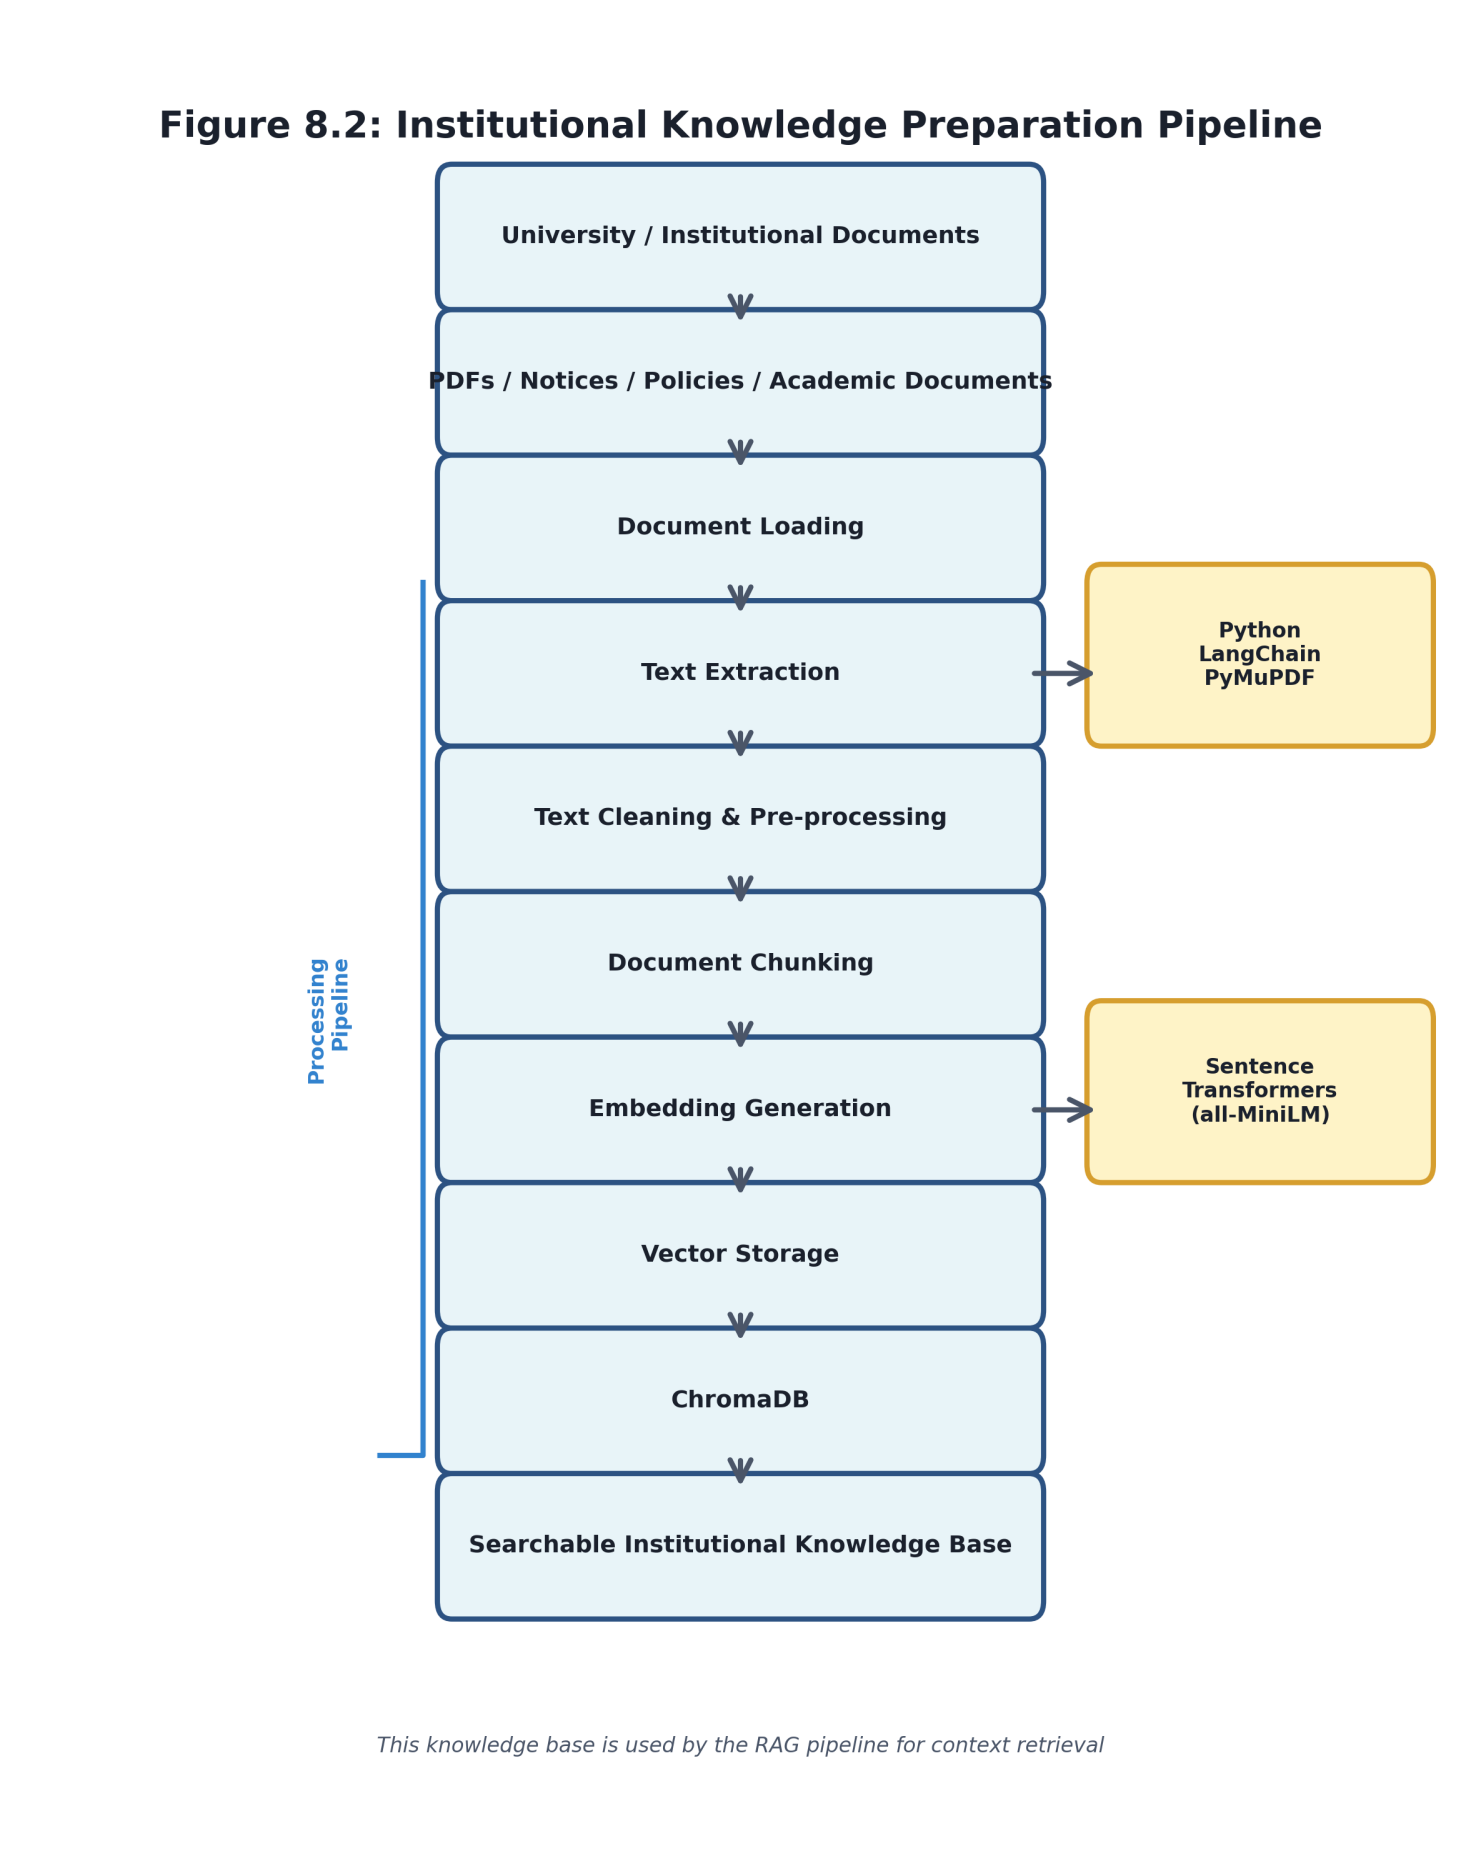 Figure 8.2: Institutional Knowledge Preparation Pipeline
University / Institutional Documents
PDFs / Notices / Policies / Academic Documents
Document Loading
Text Extraction
Python
LangChain
PyMuPDF
Text Cleaning & Pre-processing
Document Chunking
Processing
Pipeline
Embedding Generation
Sentence
Transformers
(all-MiniLM)
Vector Storage
ChromaDB
Searchable Institutional Knowledge Base
This knowledge base is used by the RAG pipeline for context retrieval